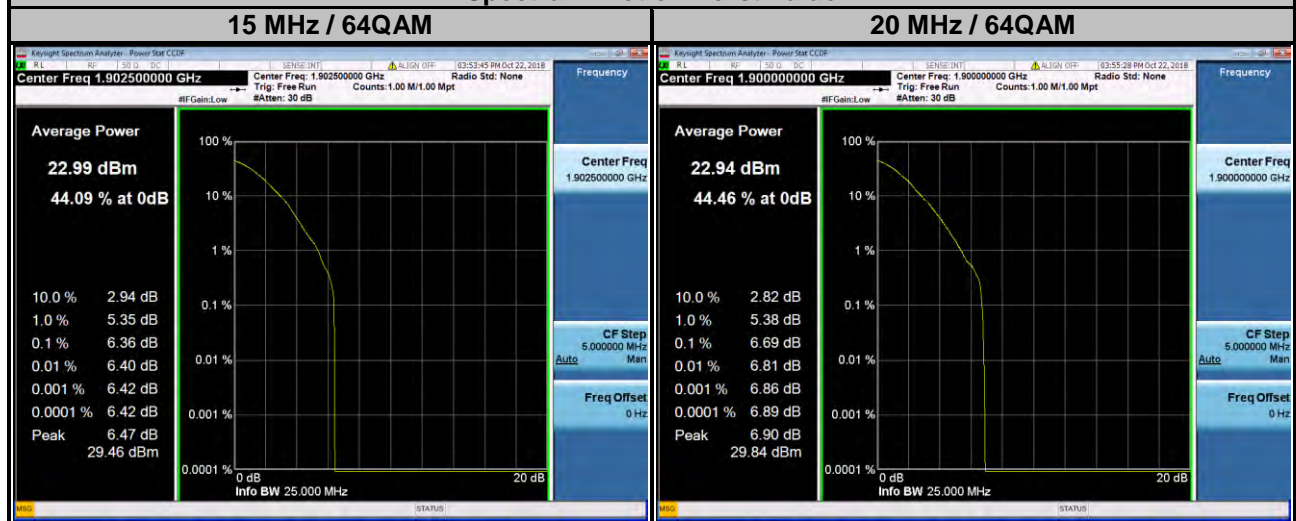 15 MHz / 64QAM
Keysight Spectrum Analyzer - Power Stat CCDF
RL RF 50 Ω DC SENSE:INT ALIGN OFF 03:53:45 PM Oct 22, 2018
Center Freq 1.902500000 GHz
Center Freq: 1.902500000 GHz Radio Std: None
Trig: Free Run Counts:1.00 M/1.00 Mpt
#IFGain:Low #Atten: 30 dB
Average Power
22.99 dBm
44.09 % at 0dB
10.0 % 2.94 dB
1.0 % 5.35 dB
0.1 % 6.36 dB
0.01 % 6.40 dB
0.001 % 6.42 dB
0.0001 % 6.42 dB
Peak 6.47 dB
29.46 dBm
100 %
10 %
1 %
0.1 %
0.01 %
0.001 %
0.0001 %
0 dB 20 dB
Info BW 25.000 MHz
Frequency
Center Freq
1.902500000 GHz
CF Step
5.000000 MHz
Auto Man
Freq Offset
0 Hz
MSG STATUS
20 MHz / 64QAM
Keysight Spectrum Analyzer - Power Stat CCDF
RL RF 50 Ω DC SENSE:INT ALIGN OFF 03:55:28 PM Oct 22, 2018
Center Freq 1.900000000 GHz
Center Freq: 1.900000000 GHz Radio Std: None
Trig: Free Run Counts:1.00 M/1.00 Mpt
#IFGain:Low #Atten: 30 dB
Average Power
22.94 dBm
44.46 % at 0dB
10.0 % 2.82 dB
1.0 % 5.38 dB
0.1 % 6.69 dB
0.01 % 6.81 dB
0.001 % 6.86 dB
0.0001 % 6.89 dB
Peak 6.90 dB
29.84 dBm
100 %
10 %
1 %
0.1 %
0.01 %
0.001 %
0.0001 %
0 dB 20 dB
Info BW 25.000 MHz
Frequency
Center Freq
1.900000000 GHz
CF Step
5.000000 MHz
Auto Man
Freq Offset
0 Hz
MSG STATUS